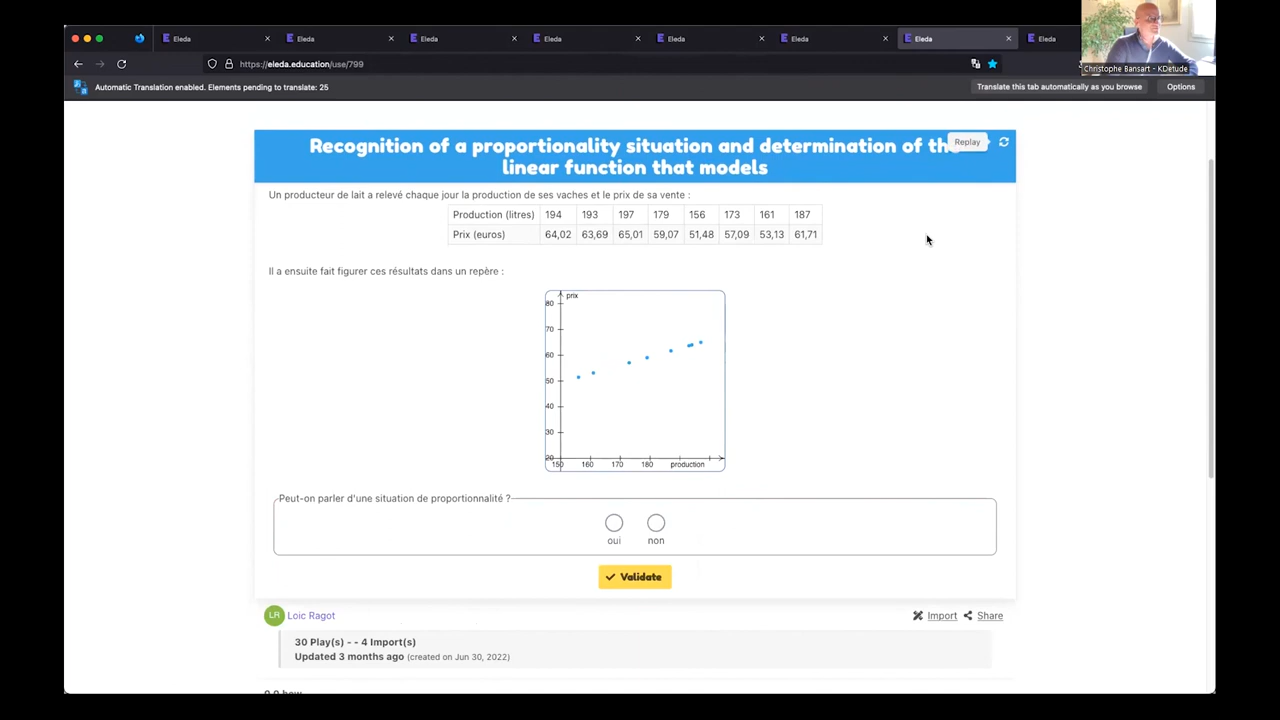 Eleda
Eleda
Eleda
Eleda
Eleda
Eleda
Eleda
Eleda
https://eleda.education/use/799
Christophe Bansart - KDetude
Automatic Translation enabled. Elements pending to translate: 25
Translate this tab automatically as you browse
Options
Recognition of a proportionality situation and determination of the
linear function that models
Replay
Un producteur de lait a relevé chaque jour la production de ses vaches et le prix de sa vente :
Production (litres) 194 193 197 179 156 173 161 187
Prix (euros) 64,02 63,69 65,01 59,07 51,48 57,09 53,13 61,71
Il a ensuite fait figurer ces résultats dans un repère :
prix
80
70
60
50
40
30
20
150 160 170 180 production
Peut-on parler d'une situation de proportionnalité ?
oui non
Validate
LR Loic Ragot
Import Share
30 Play(s) - - 4 Import(s)
Updated 3 months ago (created on Jun 30, 2022)